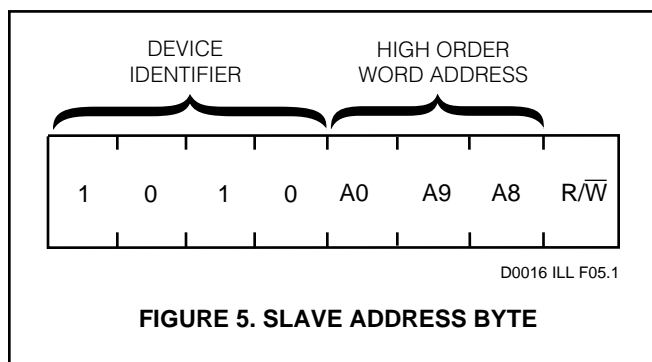 DEVICE IDENTIFIER
HIGH ORDER WORD ADDRESS
1 0 1 0 A0 A9 A8 R/W̅
D0016 ILL F05.1
FIGURE 5. SLAVE ADDRESS BYTE